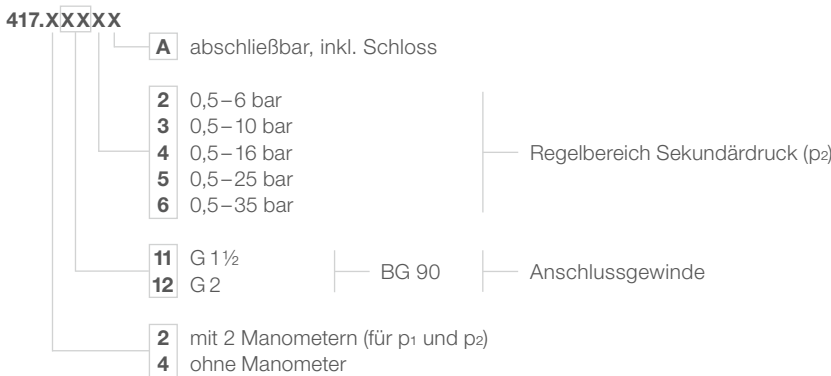 417.XXXXX
A abschließbar, inkl. Schloss
2 0,5–6 bar
3 0,5–10 bar
4 0,5–16 bar Regelbereich Sekundärdruck (p2)
5 0,5–25 bar
6 0,5–35 bar
11 G 1½ BG 90 Anschlussgewinde
12 G 2
2 mit 2 Manometern (für p1 und p2)
4 ohne Manometer